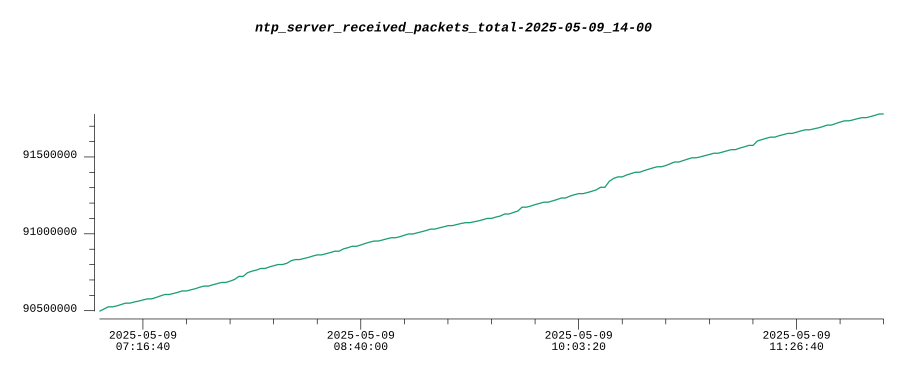 ntp_server_received_packets_total-2025-05-09_14-00
91500000
91000000
90500000
2025-05-09 2025-05-09 2025-05-09 2025-05-09
07:16:40 08:40:00 10:03:20 11:26:40